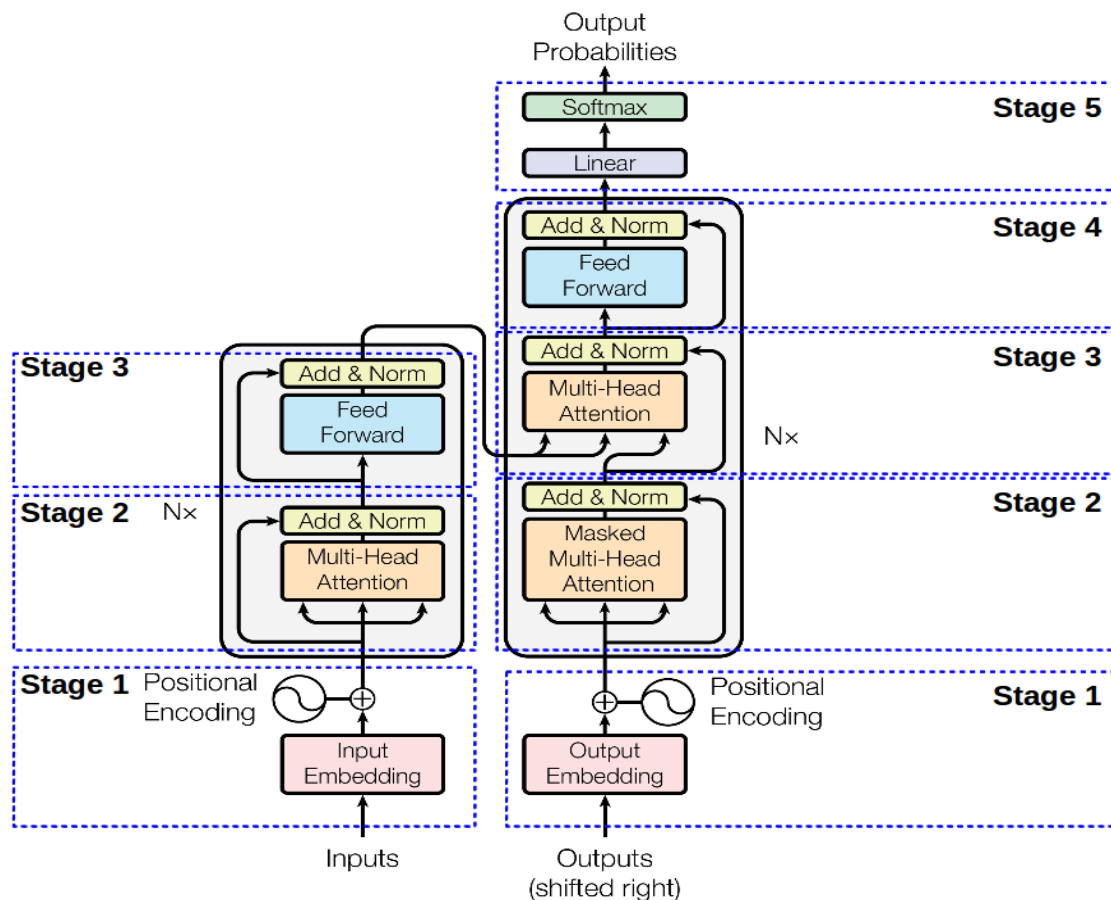 Output
Probabilities
Softmax
Stage 5
Linear
Add & Norm
Stage 4
Feed
Forward
Add & Norm
Stage 3
Multi-Head
Attention
N×
Add & Norm
Stage 2
Masked
Multi-Head
Attention
Stage 3
Add & Norm
Feed
Forward
Stage 2
N×
Add & Norm
Multi-Head
Attention
Stage 1
Positional
Encoding
Input
Embedding
Inputs
Positional
Encoding
Stage 1
Output
Embedding
Outputs
(shifted right)